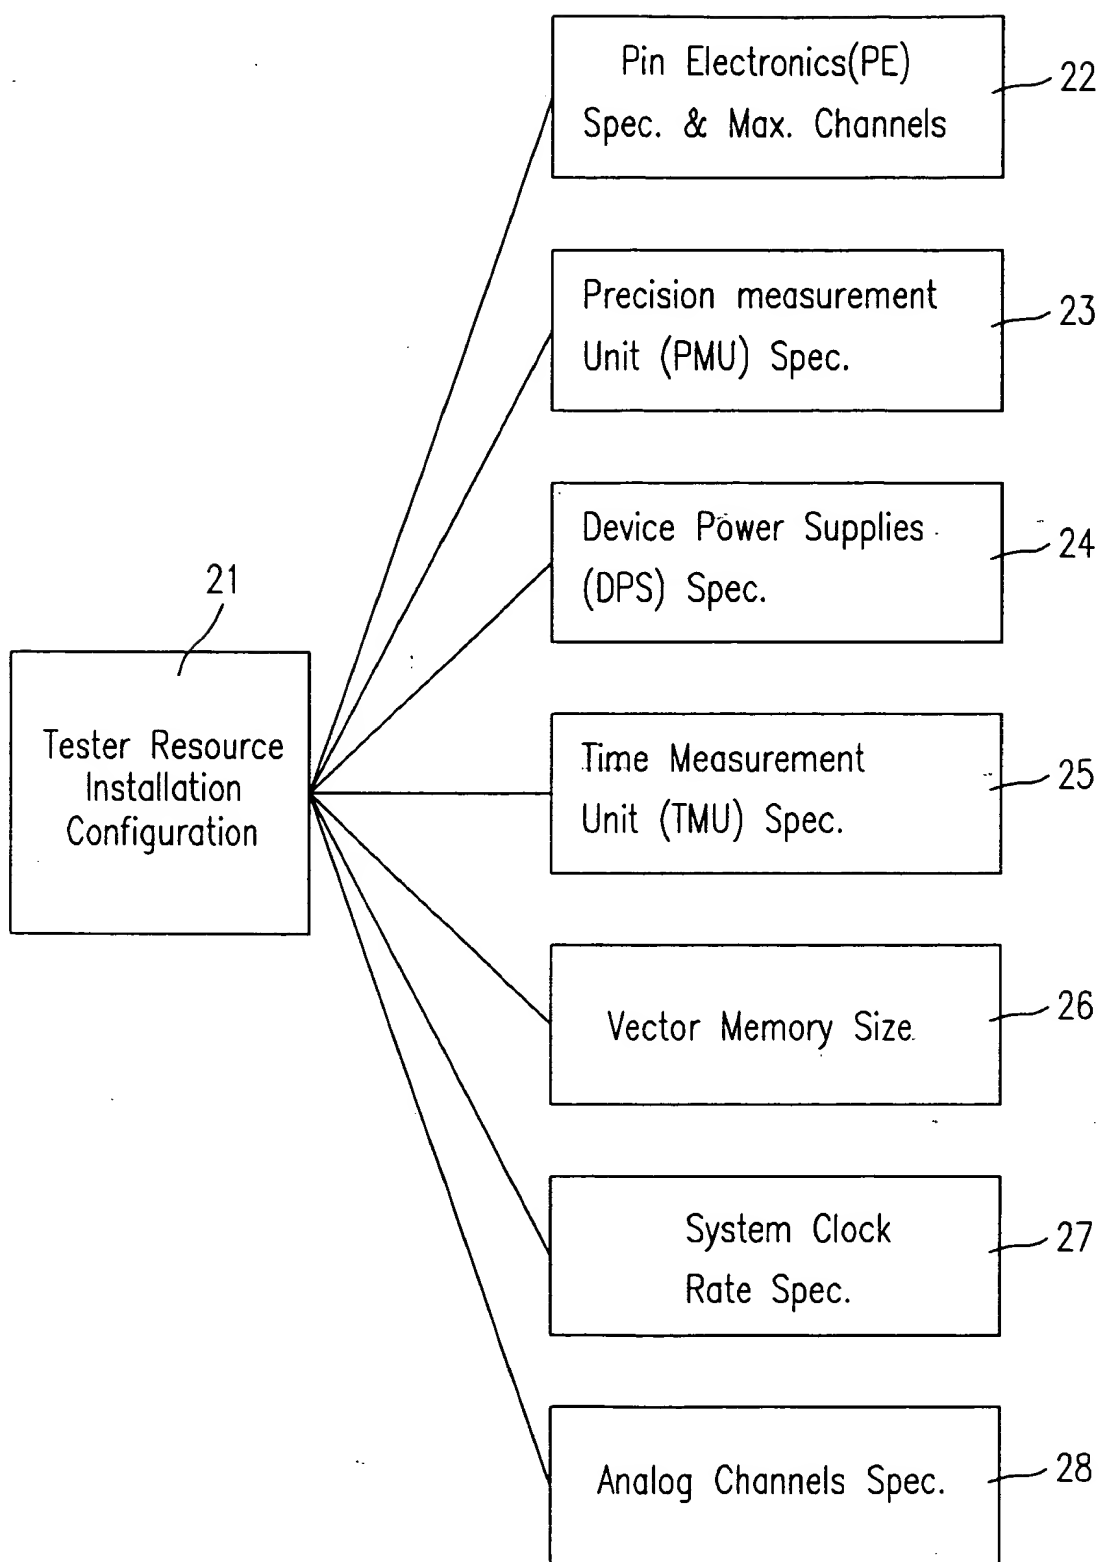 Pin Electronics(PE)
Spec. & Max. Channels
22
Precision measurement
Unit (PMU) Spec.
23
Device Power Supplies
(DPS) Spec.
24
21
Tester Resource
Installation
Configuration
Time Measurement
Unit (TMU) Spec.
25
Vector Memory Size
26
System Clock
Rate Spec.
27
Analog Channels Spec.
28